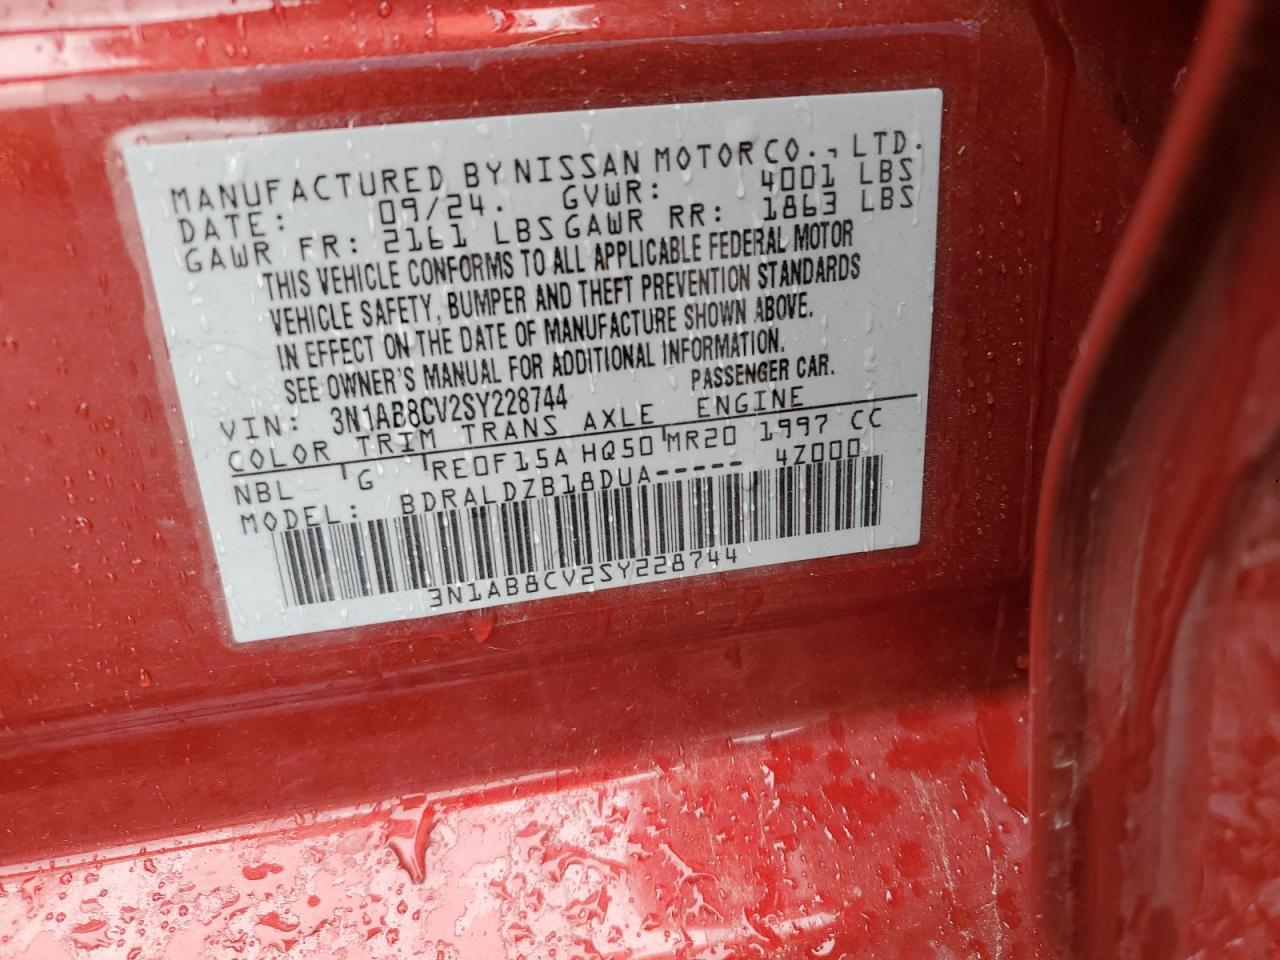 MANUFACTURED BY NISSAN MOTOR CO., LTD.
DATE: 09/24. GVWR: 4001 LBS
GAWR FR: 2161 LBS GAWR RR: 1863 LBS
THIS VEHICLE CONFORMS TO ALL APPLICABLE FEDERAL MOTOR
VEHICLE SAFETY, BUMPER AND THEFT PREVENTION STANDARDS
IN EFFECT ON THE DATE OF MANUFACTURE SHOWN ABOVE.
SEE OWNER'S MANUAL FOR ADDITIONAL INFORMATION.
VIN: 3N1AB8CV2SY228744 PASSENGER CAR.
COLOR TRIM TRANS AXLE ENGINE
NBL G RE0F15A HQ50 MR20 1997 CC
MODEL: BDRALDZB18DUA----- 4Z000
3N1AB8CV2SY228744